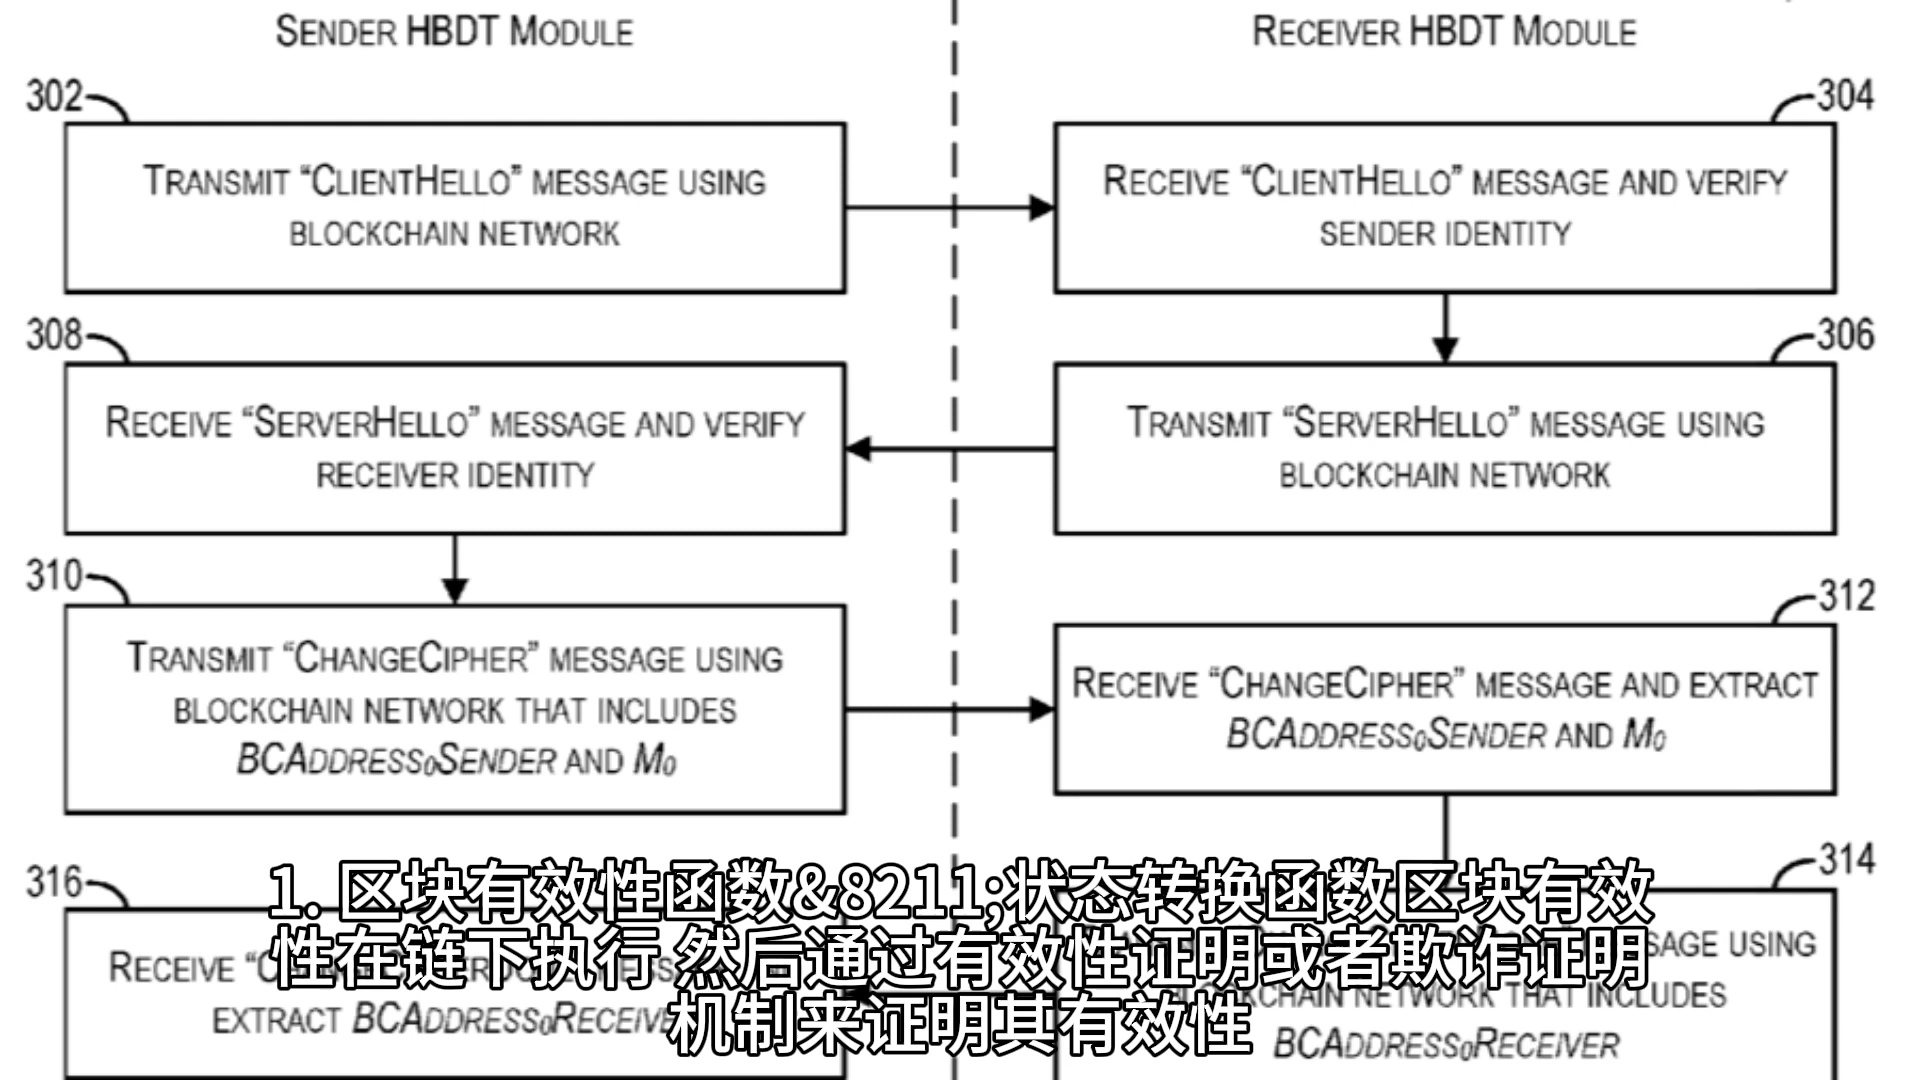 SENDER HBDT MODULE
RECEIVER HBDT MODULE
302
304
TRANSMIT “CLIENTHELLO” MESSAGE USING
BLOCKCHAIN NETWORK
RECEIVE “CLIENTHELLO” MESSAGE AND VERIFY
SENDER IDENTITY
308
306
RECEIVE “SERVERHELLO” MESSAGE AND VERIFY
RECEIVER IDENTITY
TRANSMIT “SERVERHELLO” MESSAGE USING
BLOCKCHAIN NETWORK
310
312
TRANSMIT “CHANGECIPHER” MESSAGE USING
BLOCKCHAIN NETWORK THAT INCLUDES
BCADDRESS₀SENDER AND M₀
RECEIVE “CHANGECIPHER” MESSAGE AND EXTRACT
BCADDRESS₀SENDER AND M₀
316
314
RECEIVE
EXTRACT BCADDRESS₀
USING
NETWORK THAT INCLUDES
BCADDRESS₀RECEIVER
1. 区块有效性函数&8211;状态转换函数区块有效
性在链下执行 然后通过有效性证明或者欺诈证明
机制来证明其有效性